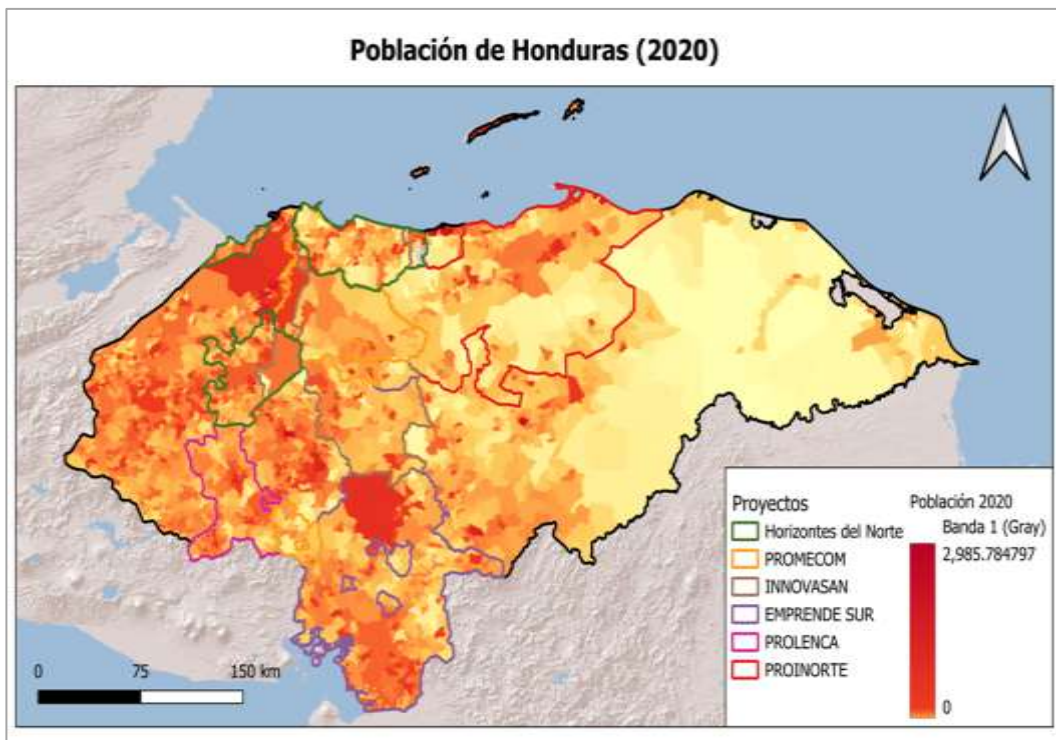 Población de Honduras (2020)
Proyectos
Horizontes del Norte
PROMECOM
INNOVASAN
EMPRENDE SUR
PROLENCA
PROINORTE
Población 2020
Banda 1 (Gray)
2,985.784797
0
0 75 150 km